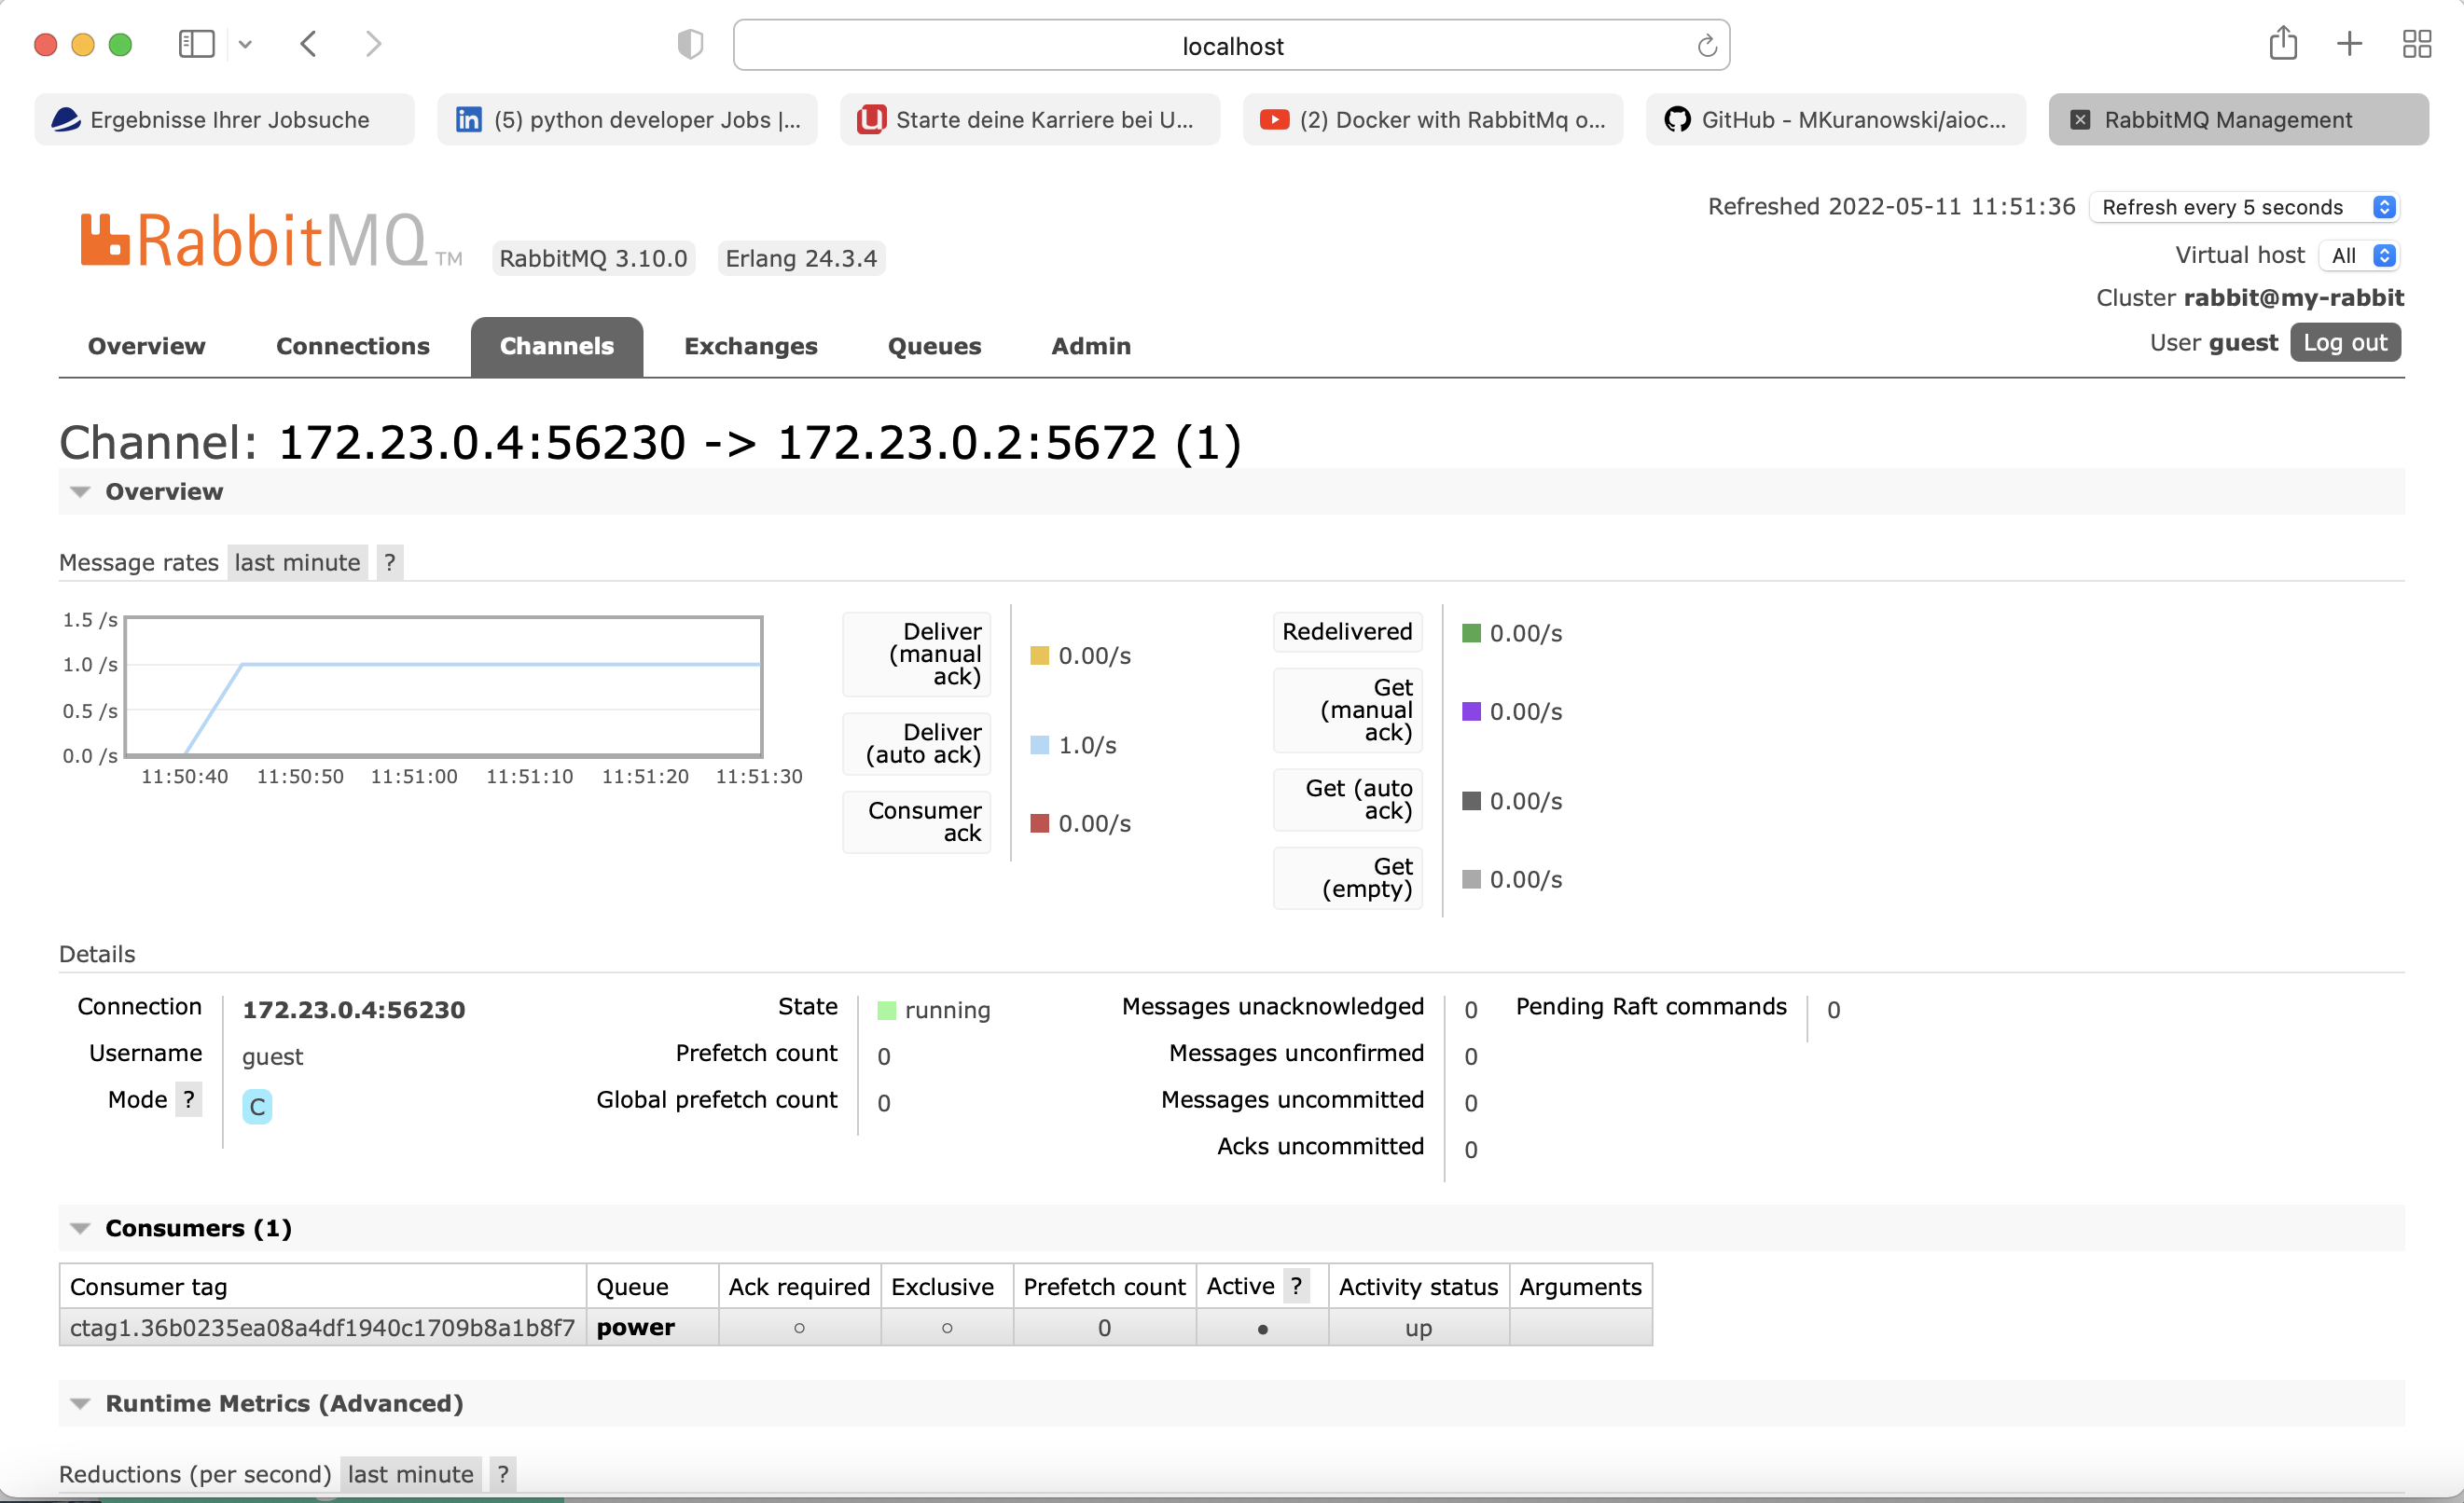 localhost
Ergebnisse Ihrer Jobsuche
(5) python developer Jobs |...
Starte deine Karriere bei U...
(2) Docker with RabbitMq o...
GitHub - MKuranowski/aioc...
RabbitMQ Management
Refreshed 2022-05-11 11:51:36 Refresh every 5 seconds
RabbitMQ TM RabbitMQ 3.10.0 Erlang 24.3.4
Virtual host All
Cluster rabbit@my-rabbit
User guest Log out
Overview Connections Channels Exchanges Queues Admin
Channel: 172.23.0.4:56230 -> 172.23.0.2:5672 (1)
Overview
Message rates last minute ?
1.5 /s
1.0 /s
0.5 /s
0.0 /s
11:50:40 11:50:50 11:51:00 11:51:10 11:51:20 11:51:30
Deliver
(manual
ack)
0.00/s
Deliver
(auto ack)
1.0/s
Consumer
ack
0.00/s
Redelivered
0.00/s
Get
(manual
ack)
0.00/s
Get (auto
ack)
0.00/s
Get
(empty)
0.00/s
Details
Connection 172.23.0.4:56230
Username guest
Mode ? C
State running
Prefetch count 0
Global prefetch count 0
Messages unacknowledged 0
Messages unconfirmed 0
Messages uncommitted 0
Acks uncommitted 0
Pending Raft commands 0
Consumers (1)
Consumer tag Queue Ack required Exclusive Prefetch count Active ? Activity status Arguments
ctag1.36b0235ea08a4df1940c1709b8a1b8f7 power ○ ○ 0 ● up
Runtime Metrics (Advanced)
Reductions (per second) last minute ?